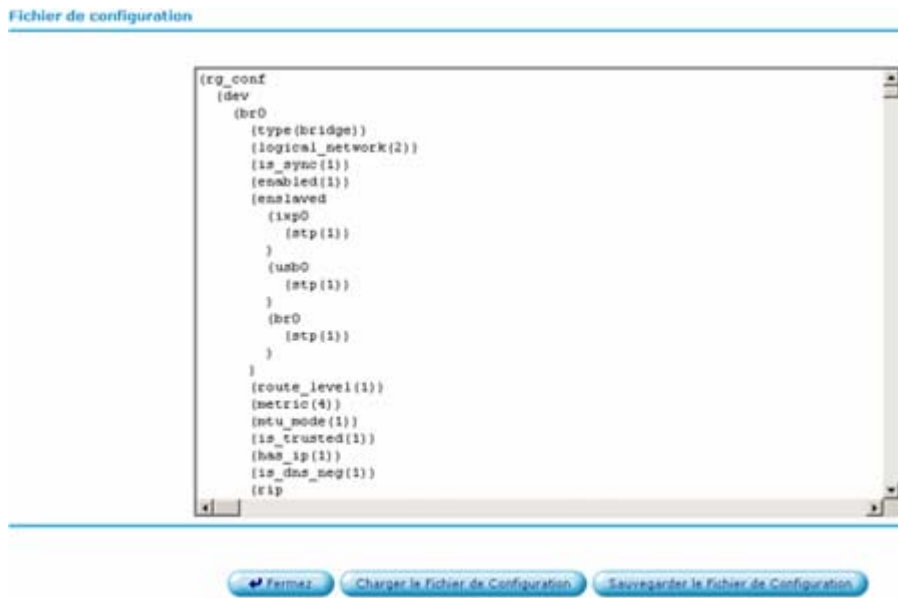 Fichier de configuration
(rg_conf
(dev
(br0
(type(bridge))
(logical_network(2))
(is_sync(1))
(enabled(1))
(enslaved
(ixp0
(stp(1))
)
(usb0
(stp(1))
)
(br0
(stp(1))
)
)
(route_level(1))
(metric(4))
(mtu_mode(1))
(is_trusted(1))
(has_ip(1))
(is_dns_neg(1))
(rip
Fermez
Charger le Fichier de Configuration
Sauvegarder le Fichier de Configuration